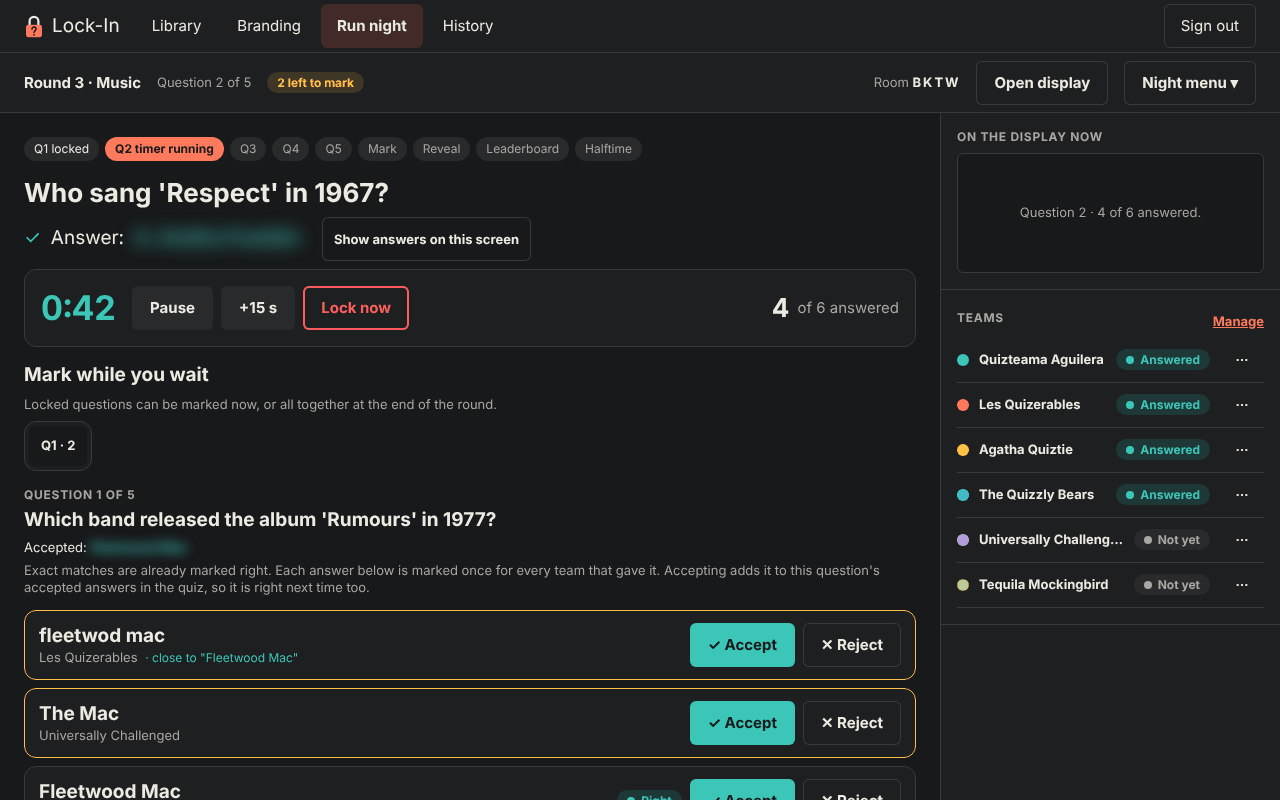 Lock-In
Library
Branding
Run night
History
Sign out
Round 3 · Music
Question 2 of 5
2 left to mark
Room BKTW
Open display
Night menu ▾
Q1 locked
Q2 timer running
Q3
Q4
Q5
Mark
Reveal
Leaderboard
Halftime
Who sang 'Respect' in 1967?
✓ Answer:
Show answers on this screen
0:42
Pause
+15 s
Lock now
4 of 6 answered
Mark while you wait
Locked questions can be marked now, or all together at the end of the round.
Q1 · 2
QUESTION 1 OF 5
Which band released the album 'Rumours' in 1977?
Accepted:
Exact matches are already marked right. Each answer below is marked once for every team that gave it. Accepting adds it to this question's
accepted answers in the quiz, so it is right next time too.
fleetwod mac
Les Quizerables · close to "Fleetwood Mac"
✓ Accept
✕ Reject
The Mac
Universally Challenged
✓ Accept
✕ Reject
Fleetwood Mac
Right
✓ Accept
✕ Reject
ON THE DISPLAY NOW
Question 2 · 4 of 6 answered.
TEAMS
Manage
Quizteama Aguilera
Answered
Les Quizerables
Answered
Agatha Quiztie
Answered
The Quizzly Bears
Answered
Universally Challeng...
Not yet
Tequila Mockingbird
Not yet